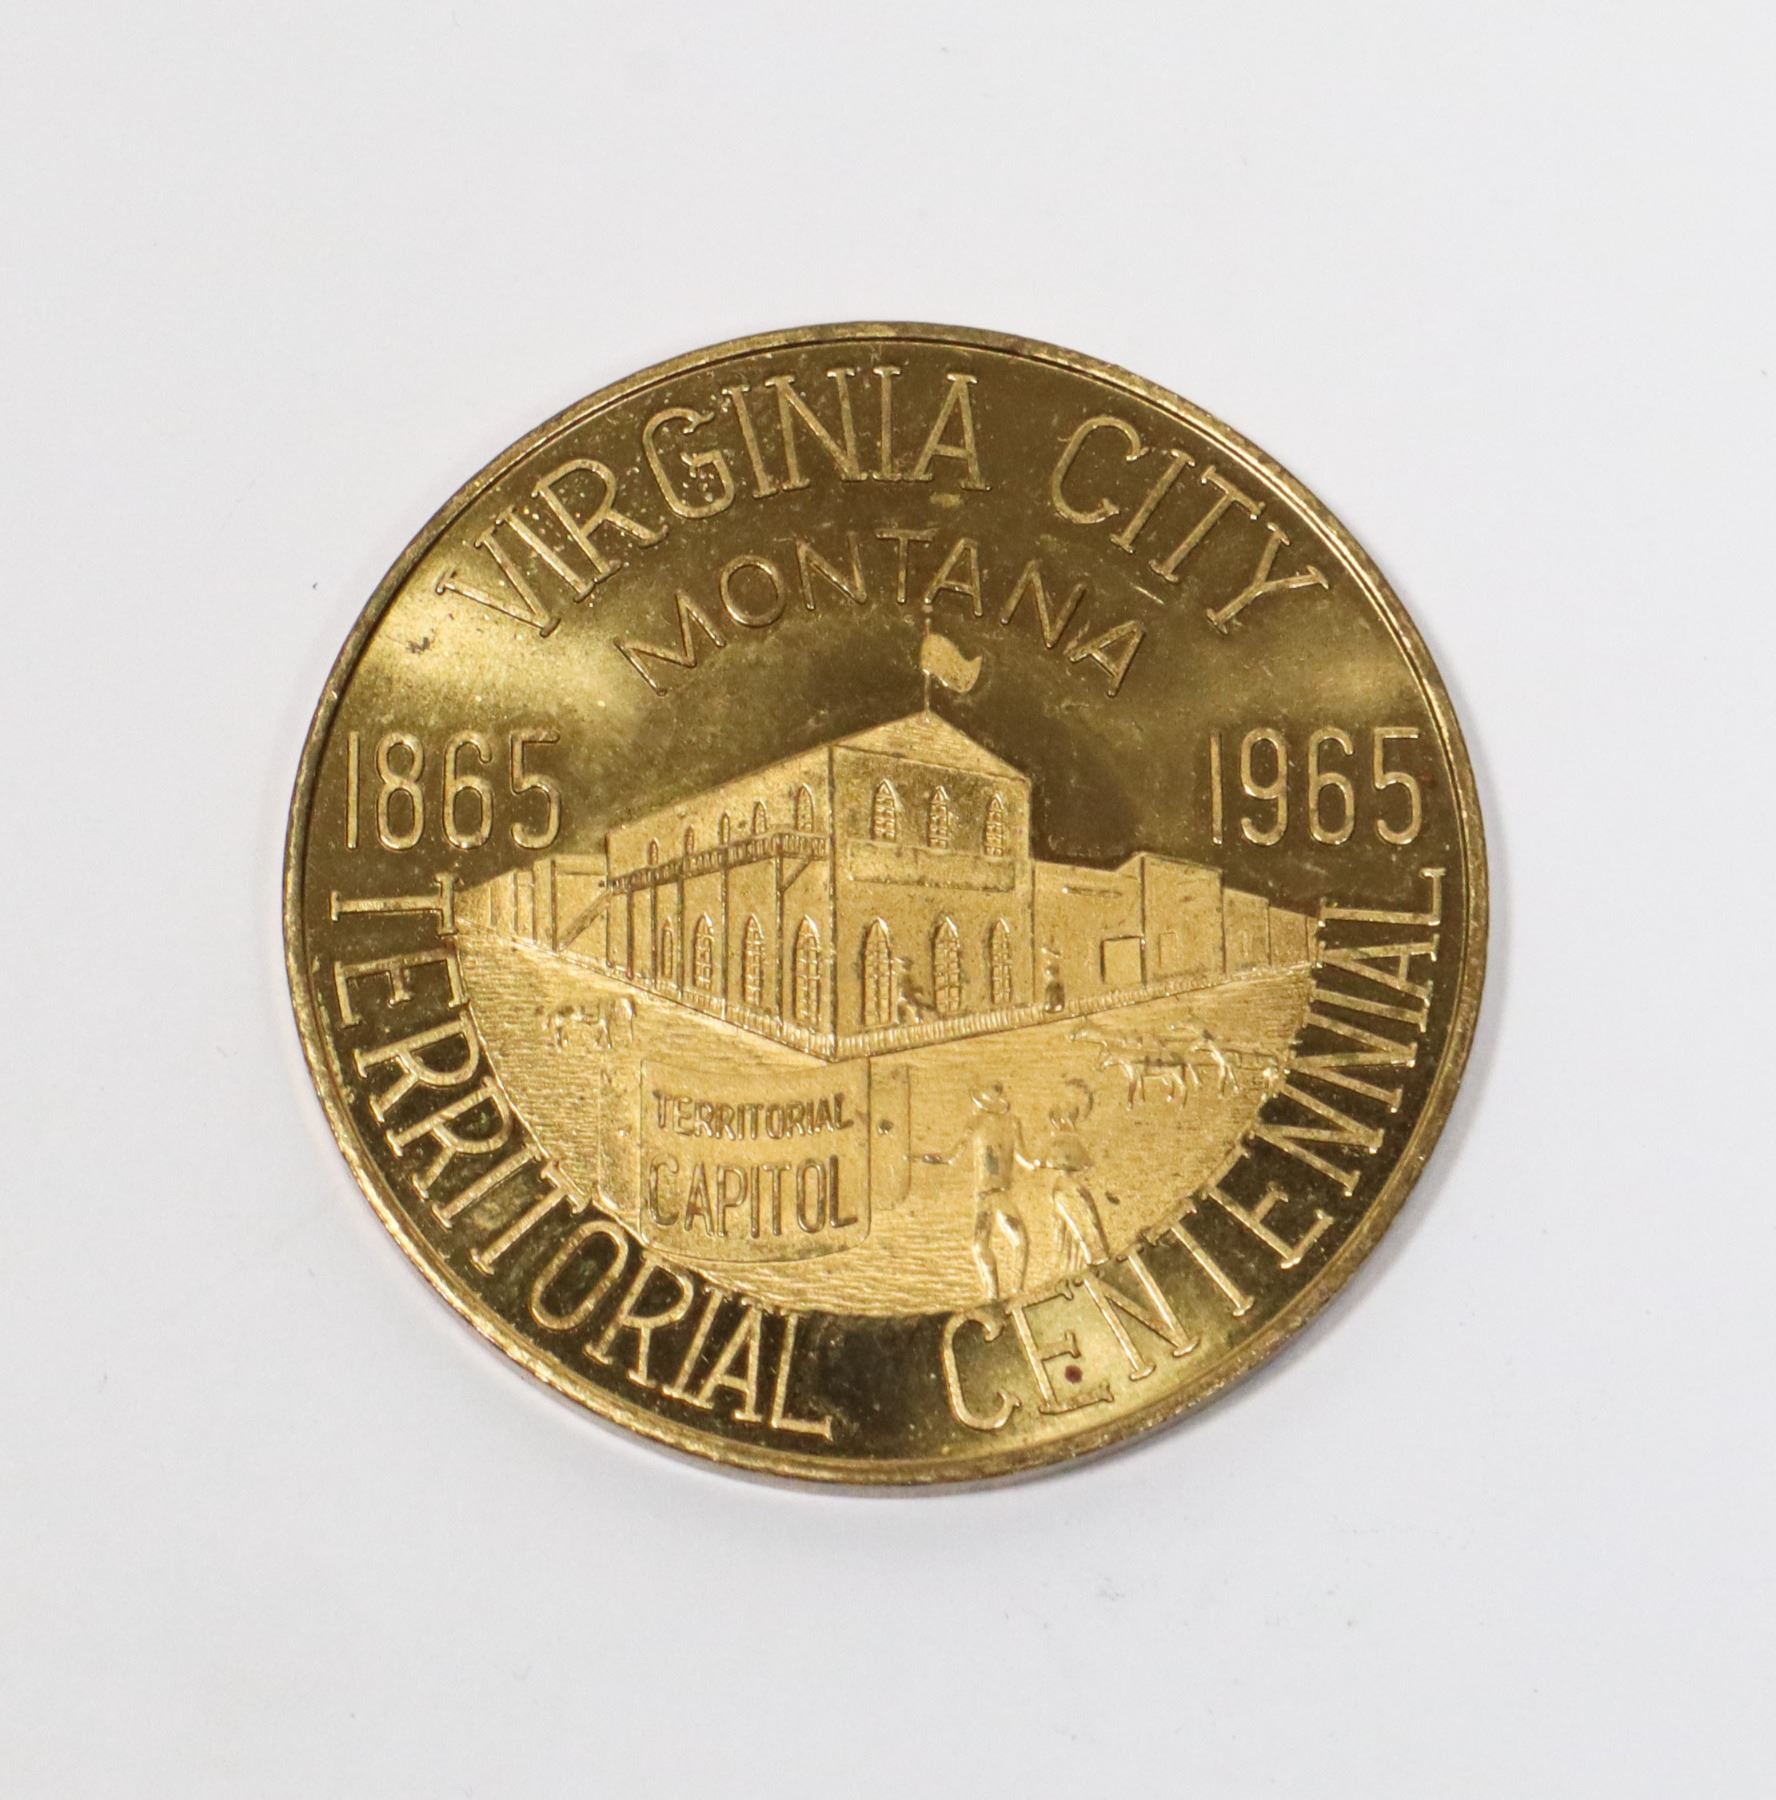 VIRGINIA CITY
MONTANA
1865
1965
TERRITORIAL
CAPITOL
TERRITORIAL CENTENNIAL